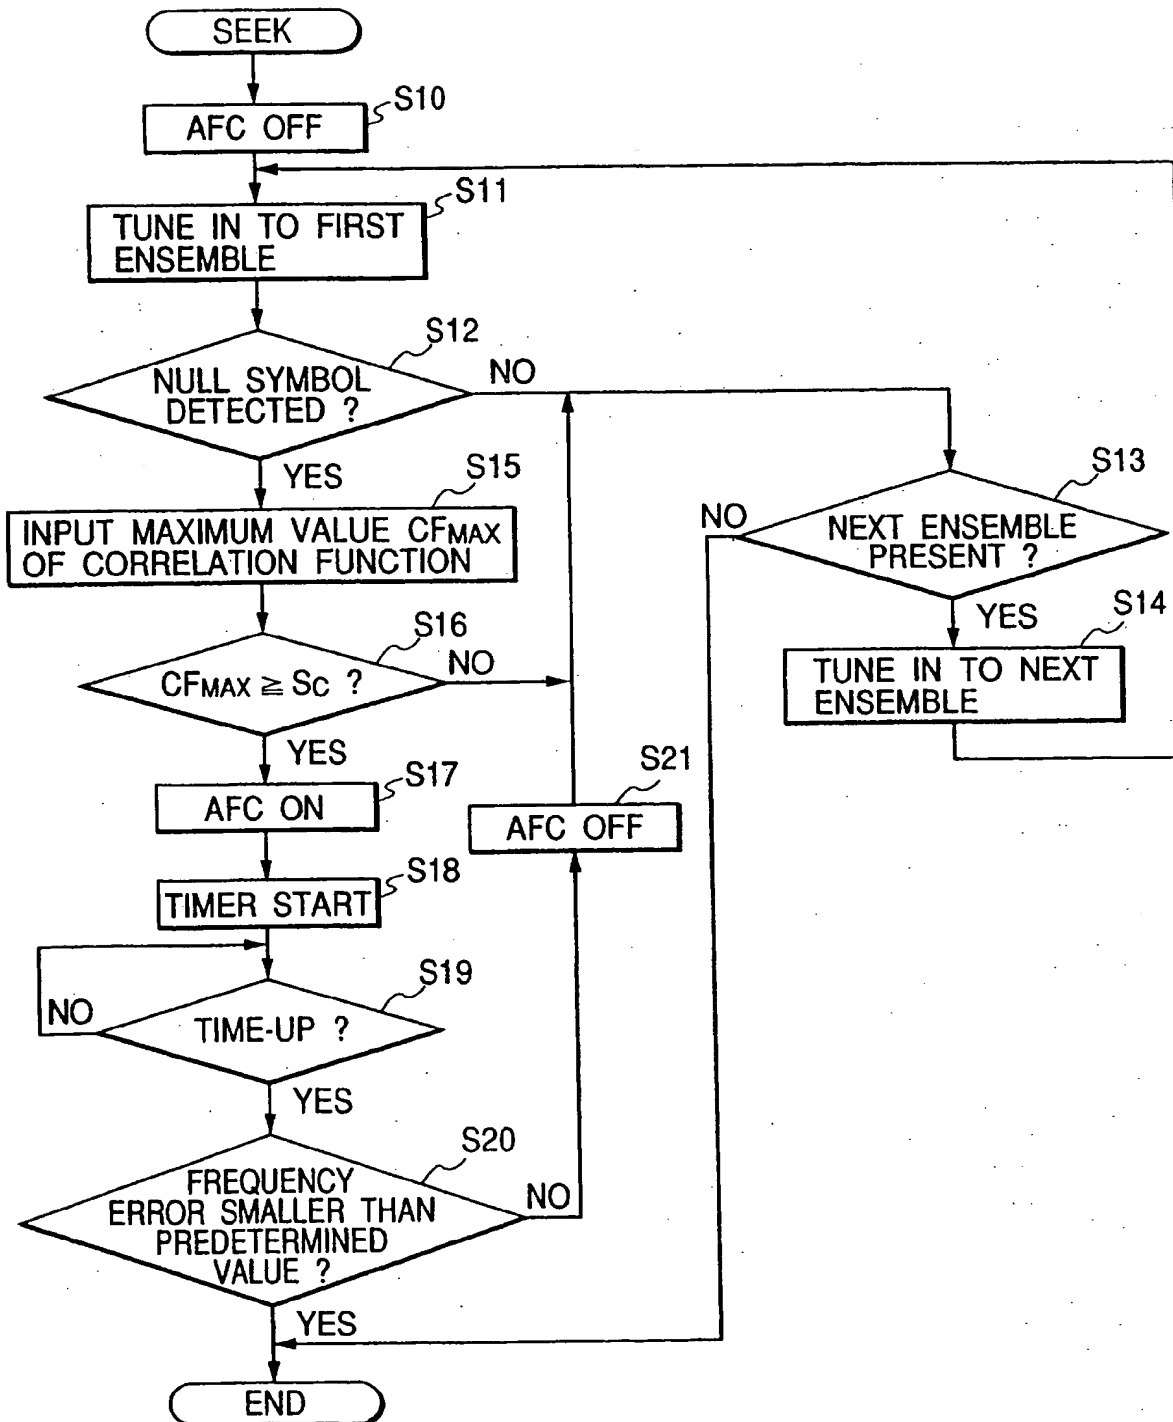 SEEK
S10
AFC OFF
S11
TUNE IN TO FIRST
ENSEMBLE
S12
NULL SYMBOL
DETECTED ?
NO
YES
S15
INPUT MAXIMUM VALUE CFMAX
OF CORRELATION FUNCTION
S13
NEXT ENSEMBLE
PRESENT ?
NO
YES
S14
TUNE IN TO NEXT
ENSEMBLE
S16
CFMAX ≧ SC ?
NO
YES
S17
AFC ON
S21
AFC OFF
S18
TIMER START
S19
TIME-UP ?
NO
YES
S20
FREQUENCY
ERROR SMALLER THAN
PREDETERMINED
VALUE ?
NO
YES
END